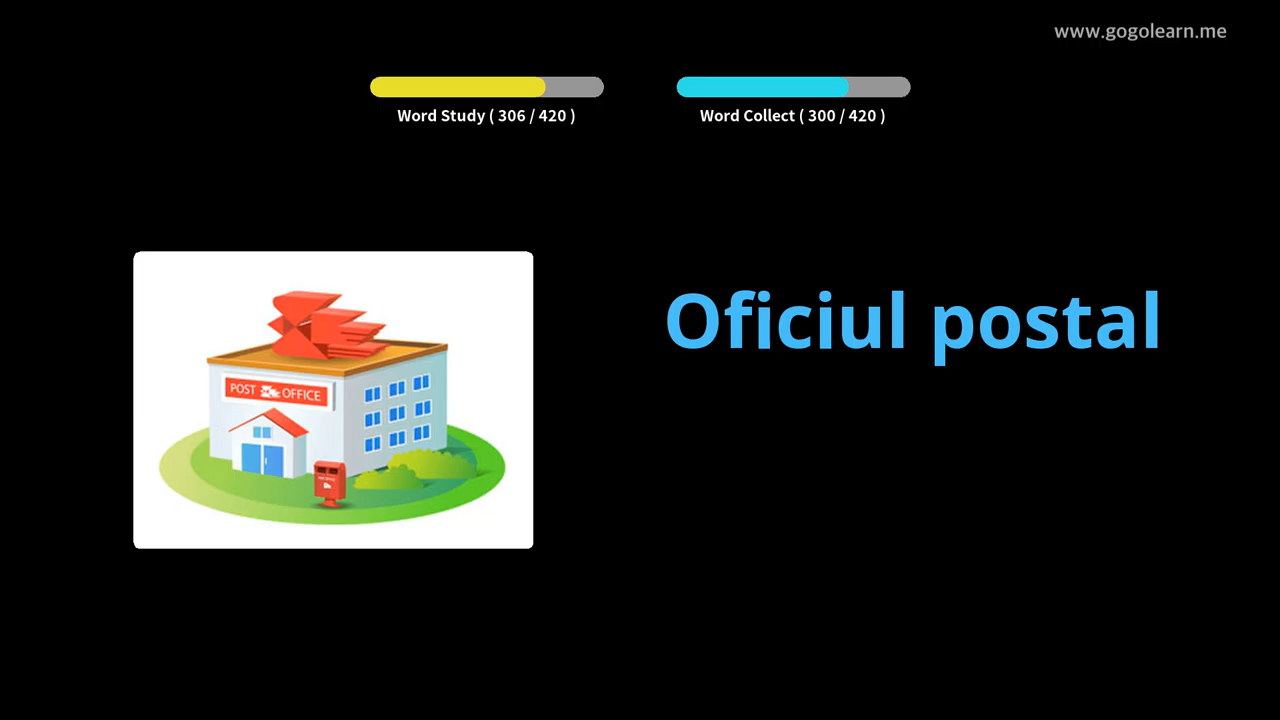 www.gogolearn.me
Word Study ( 306 / 420 )
Word Collect ( 300 / 420 )
Oficiul postal
POST OFFICE